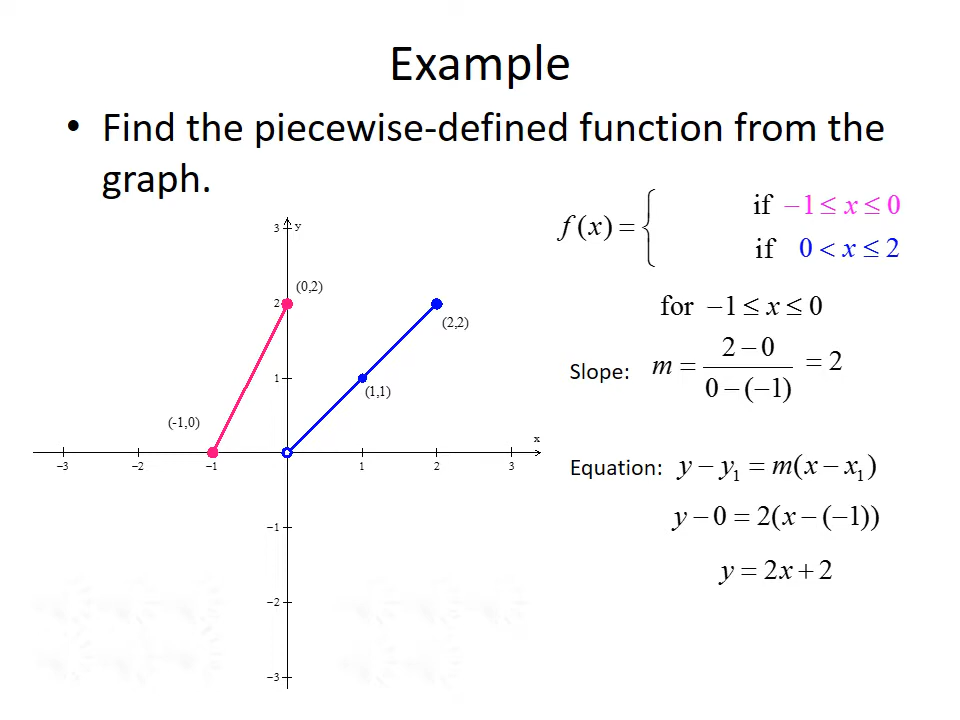 Example
• Find the piecewise-defined function from the
graph.
f(x) = {
if −1 ≤ x ≤ 0
if 0 < x ≤ 2
for −1 ≤ x ≤ 0
Slope: m = (2 − 0)/(0 − (−1)) = 2
Equation: y − y₁ = m(x − x₁)
y − 0 = 2(x − (−1))
y = 2x + 2
y
3
2
1
−1
−2
−3
x
−3 −2 −1 1 2 3
(0,2)
(2,2)
(1,1)
(-1,0)